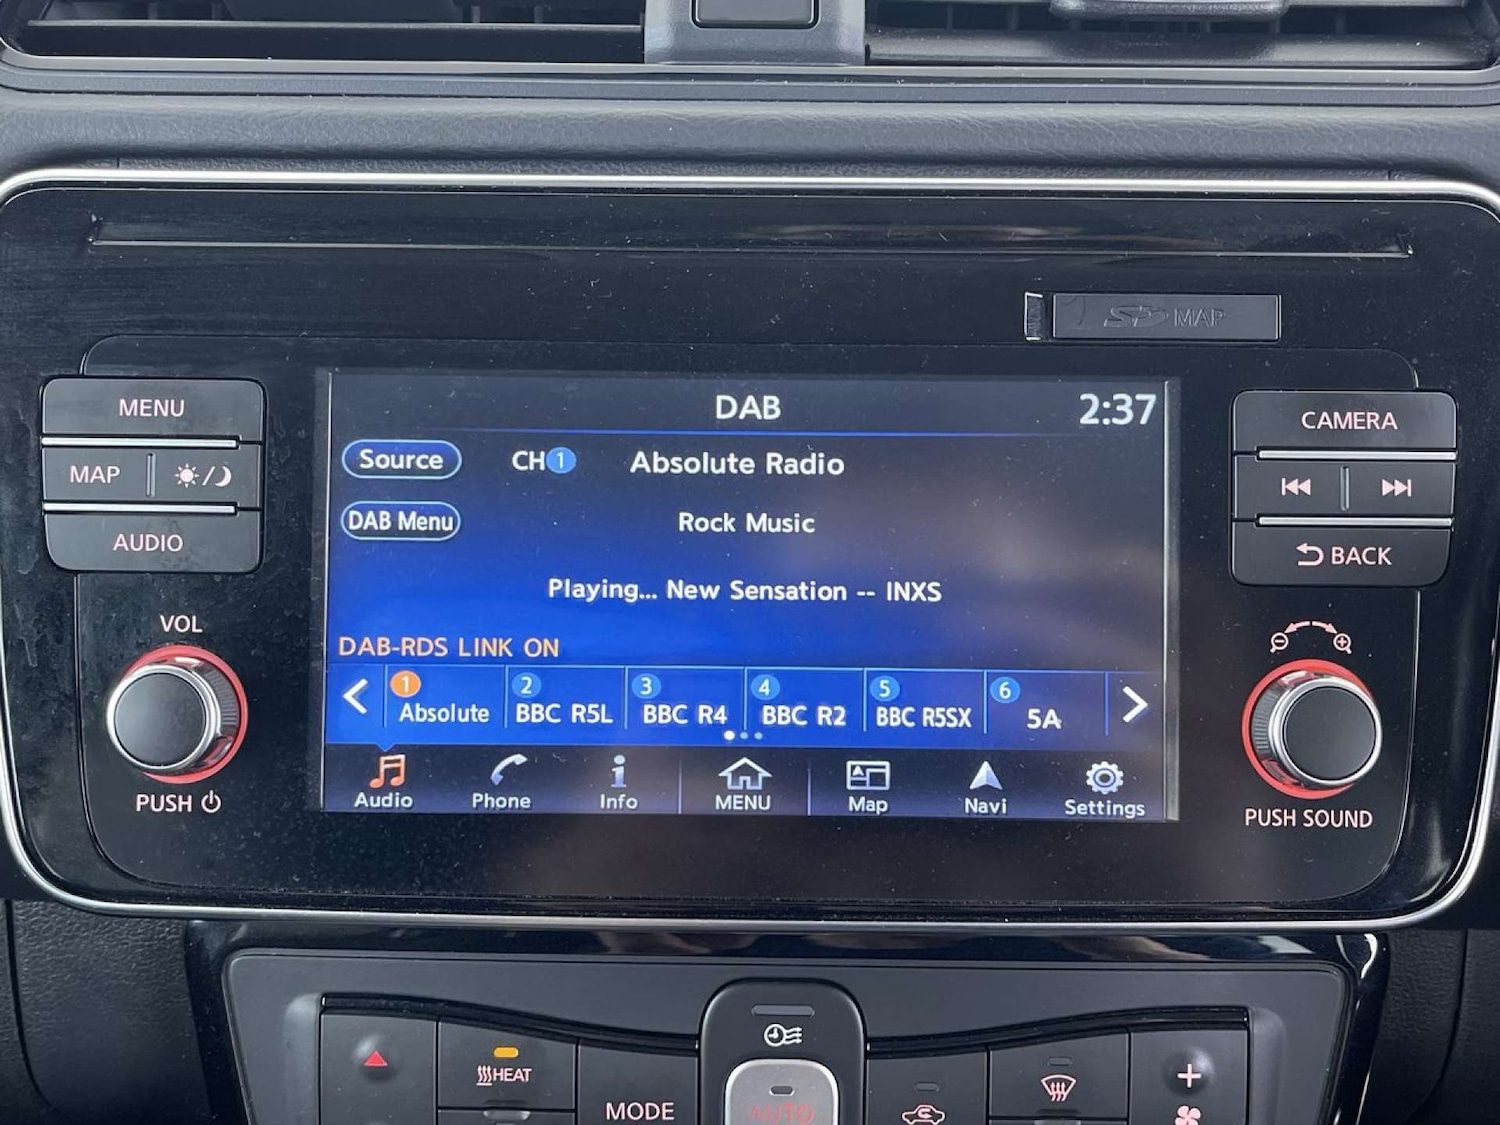 SD MAP
MENU
MAP
AUDIO
VOL
PUSH
DAB 2:37
Source CH 1 Absolute Radio
DAB Menu Rock Music
Playing... New Sensation -- INXS
DAB-RDS LINK ON
1 2 3 4 5 6
Absolute BBC R5L BBC R4 BBC R2 BBC R5SX 5A
Audio Phone Info MENU Map Navi Settings
CAMERA
BACK
PUSH SOUND
HEAT
MODE
AUTO